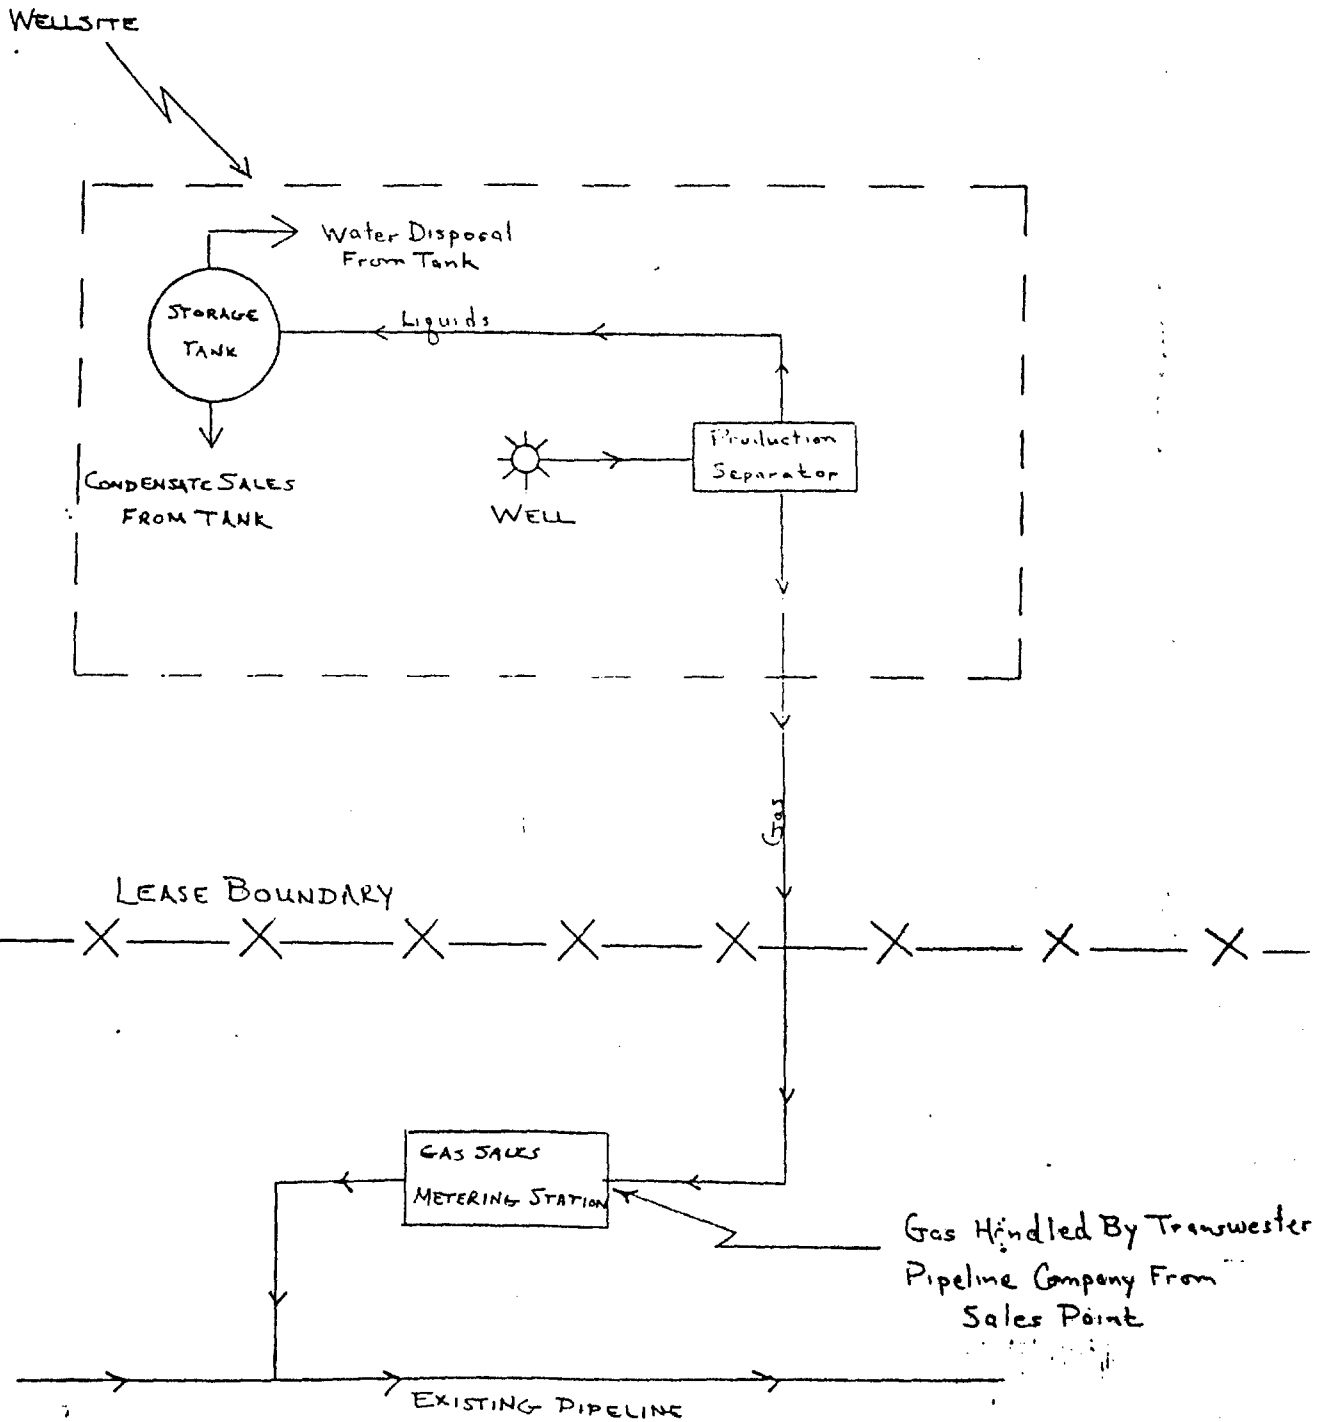 WELLSITE
Water Disposal
From Tank
STORAGE
TANK
Liquids
Production
Separator
CONDENSATE SALES
FROM TANK
WELL
Gas
LEASE BOUNDARY
GAS SALES
METERING STATION
Gas Handled By Transwester
Pipeline Company From
Sales Point
EXISTING PIPELINE